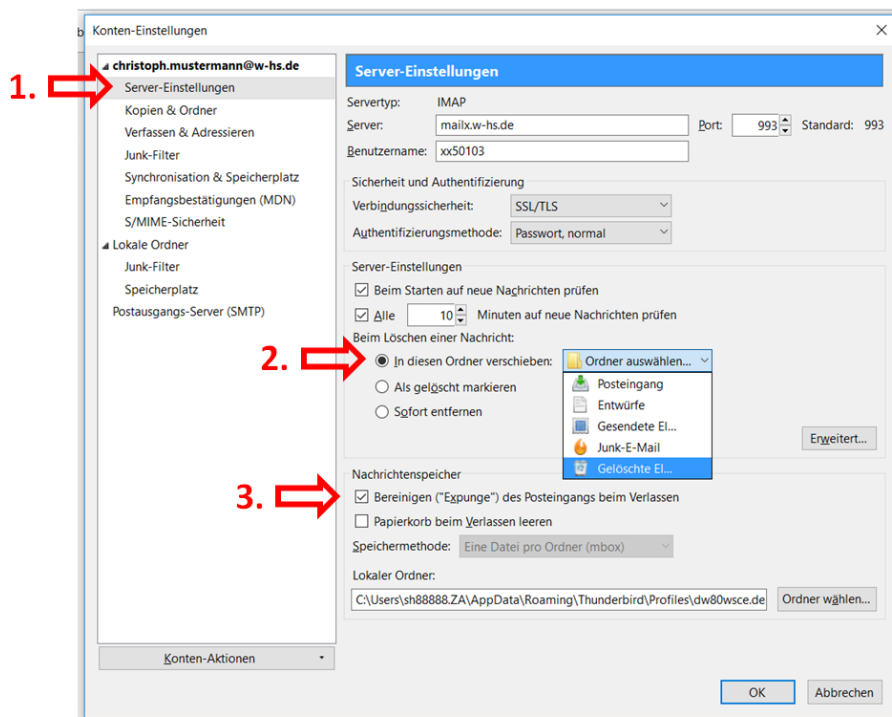 b
Konten-Einstellungen
1.
christoph.mustermann@w-hs.de
Server-Einstellungen
Kopien & Ordner
Verfassen & Adressieren
Junk-Filter
Synchronisation & Speicherplatz
Empfangsbestätigungen (MDN)
S/MIME-Sicherheit
Lokale Ordner
Junk-Filter
Speicherplatz
Postausgangs-Server (SMTP)
Konten-Aktionen
Server-Einstellungen
Servertyp: IMAP
Server: mailx.w-hs.de Port: 993 Standard: 993
Benutzername: xx50103
Sicherheit und Authentifizierung
Verbindungssicherheit: SSL/TLS
Authentifizierungsmethode: Passwort, normal
Server-Einstellungen
Beim Starten auf neue Nachrichten prüfen
Alle 10 Minuten auf neue Nachrichten prüfen
Beim Löschen einer Nachricht:
2. In diesen Ordner verschieben: Ordner auswählen...
Als gelöscht markieren
Sofort entfernen
Posteingang
Entwürfe
Gesendete El...
Junk-E-Mail
Gelöschte El...
Erweitert...
Nachrichtenspeicher
3. Bereinigen ("Expunge") des Posteingangs beim Verlassen
Papierkorb beim Verlassen leeren
Speichermethode: Eine Datei pro Ordner (mbox)
Lokaler Ordner:
C:\Users\sh88888.ZA\AppData\Roaming\Thunderbird\Profiles\dw80wsce.de Ordner wählen...
OK Abbrechen